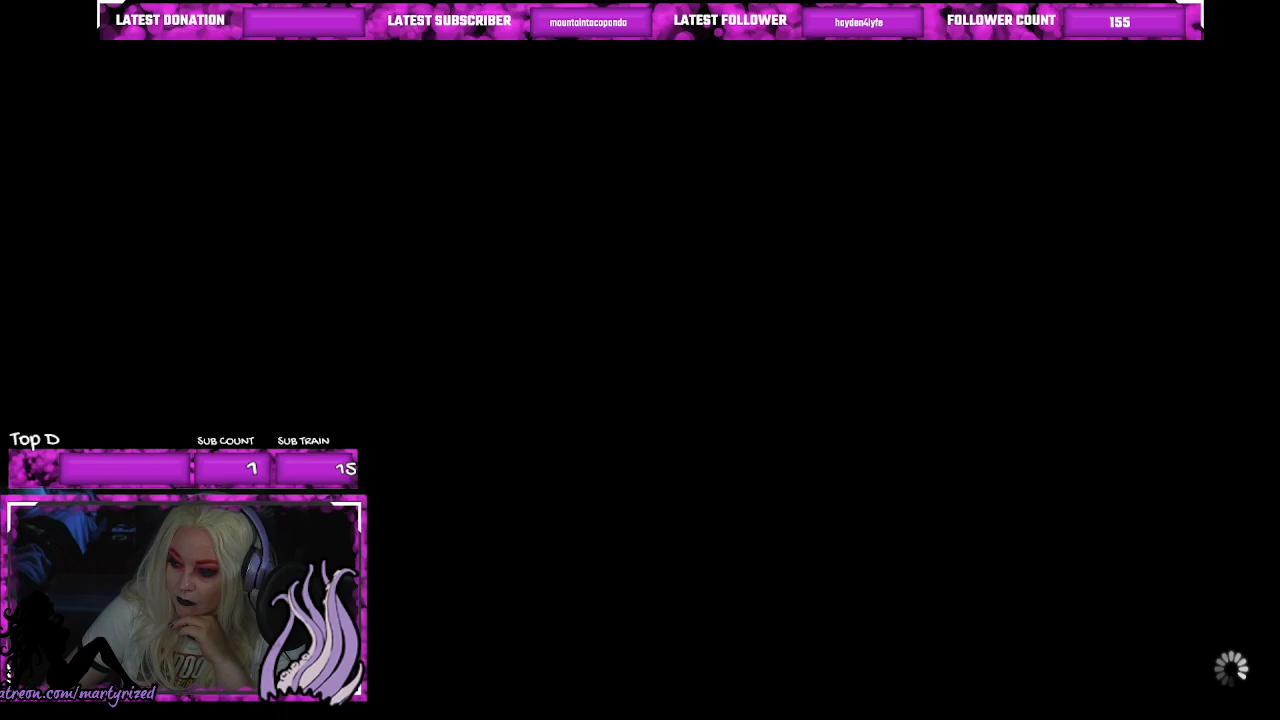 LATEST DONATION
LATEST SUBSCRIBER mountaintacopanda
LATEST FOLLOWER hayden4lyfe
FOLLOWER COUNT 155
Top D
SUB COUNT 1
SUB TRAIN 15
atreon.com/martyrized